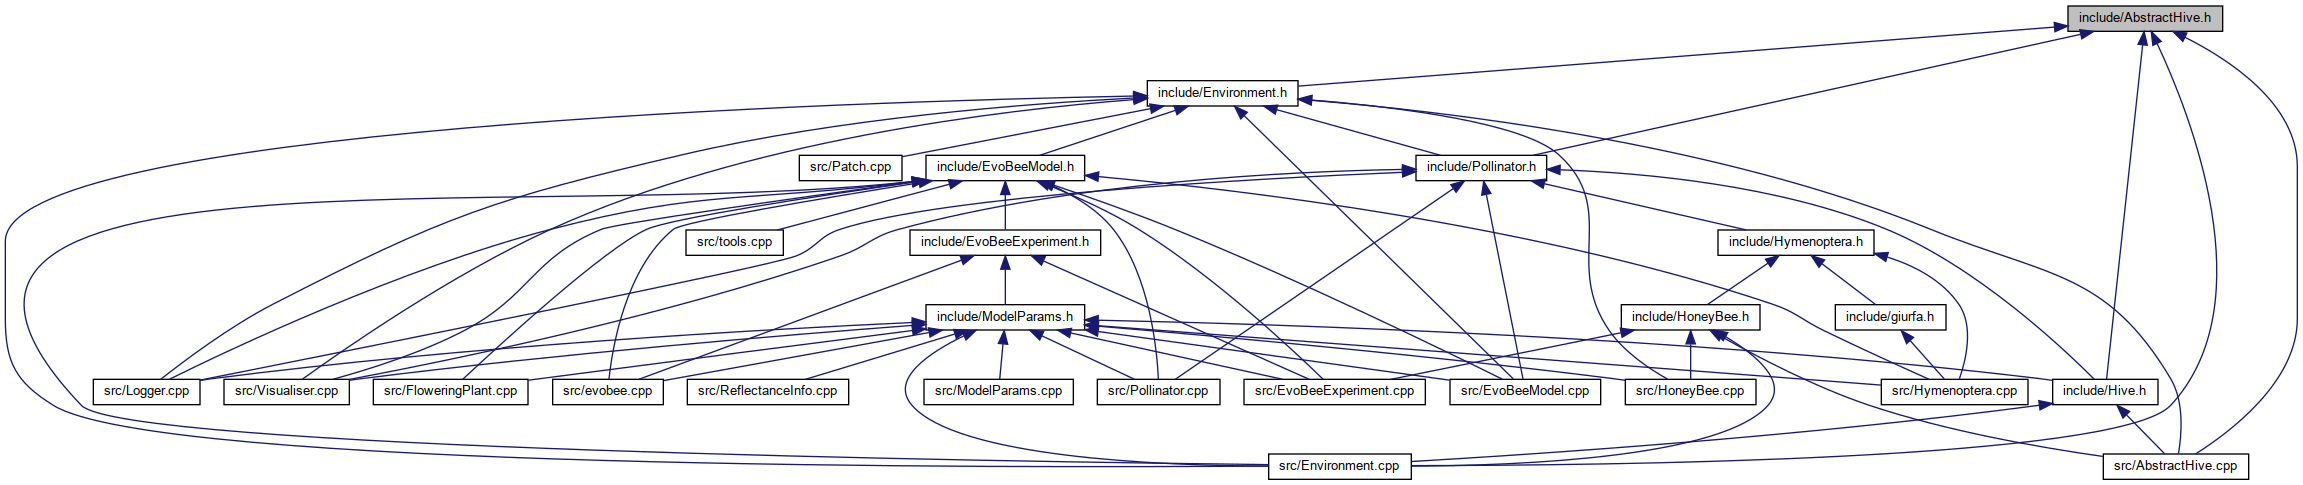 include/AbstractHive.h
include/Environment.h
src/Patch.cpp
include/EvoBeeModel.h
include/Pollinator.h
src/tools.cpp
include/EvoBeeExperiment.h
include/Hymenoptera.h
include/ModelParams.h
include/HoneyBee.h
include/giurfa.h
src/Logger.cpp
src/Visualiser.cpp
src/FloweringPlant.cpp
src/evobee.cpp
src/ReflectanceInfo.cpp
src/ModelParams.cpp
src/Pollinator.cpp
src/EvoBeeExperiment.cpp
src/EvoBeeModel.cpp
src/HoneyBee.cpp
src/Hymenoptera.cpp
include/Hive.h
src/Environment.cpp
src/AbstractHive.cpp